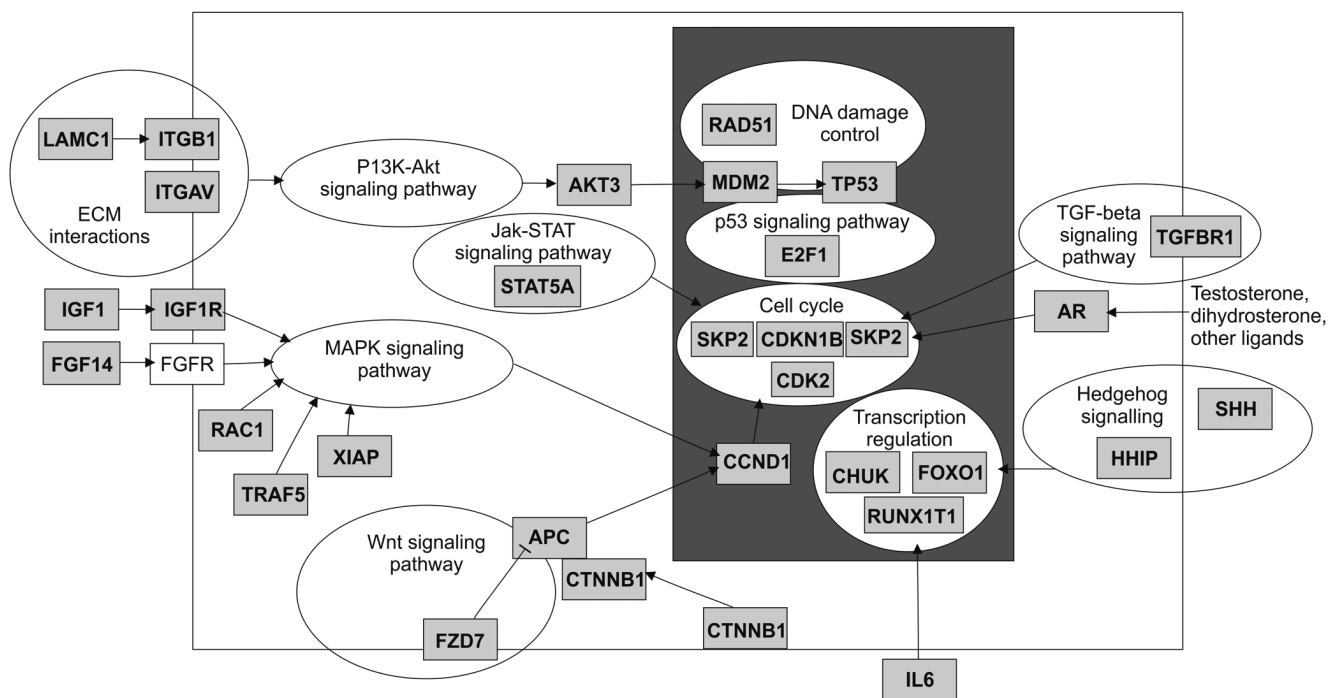 LAMC1
ITGB1
ITGAV
ECM
interactions
P13K-Akt
signaling pathway
AKT3
RAD51
DNA damage
control
MDM2
TP53
p53 signaling pathway
E2F1
Jak-STAT
signaling pathway
STAT5A
TGF-beta
signaling
pathway
TGFBR1
IGF1
IGF1R
FGF14
FGFR
MAPK signaling
pathway
RAC1
TRAF5
XIAP
Cell cycle
SKP2
CDKN1B
SKP2
CDK2
AR
Testosterone,
dihydrosterone,
other ligands
CCND1
Transcription
regulation
CHUK
FOXO1
RUNX1T1
Hedgehog
signalling
SHH
HHIP
Wnt signaling
pathway
APC
CTNNB1
FZD7
CTNNB1
IL6